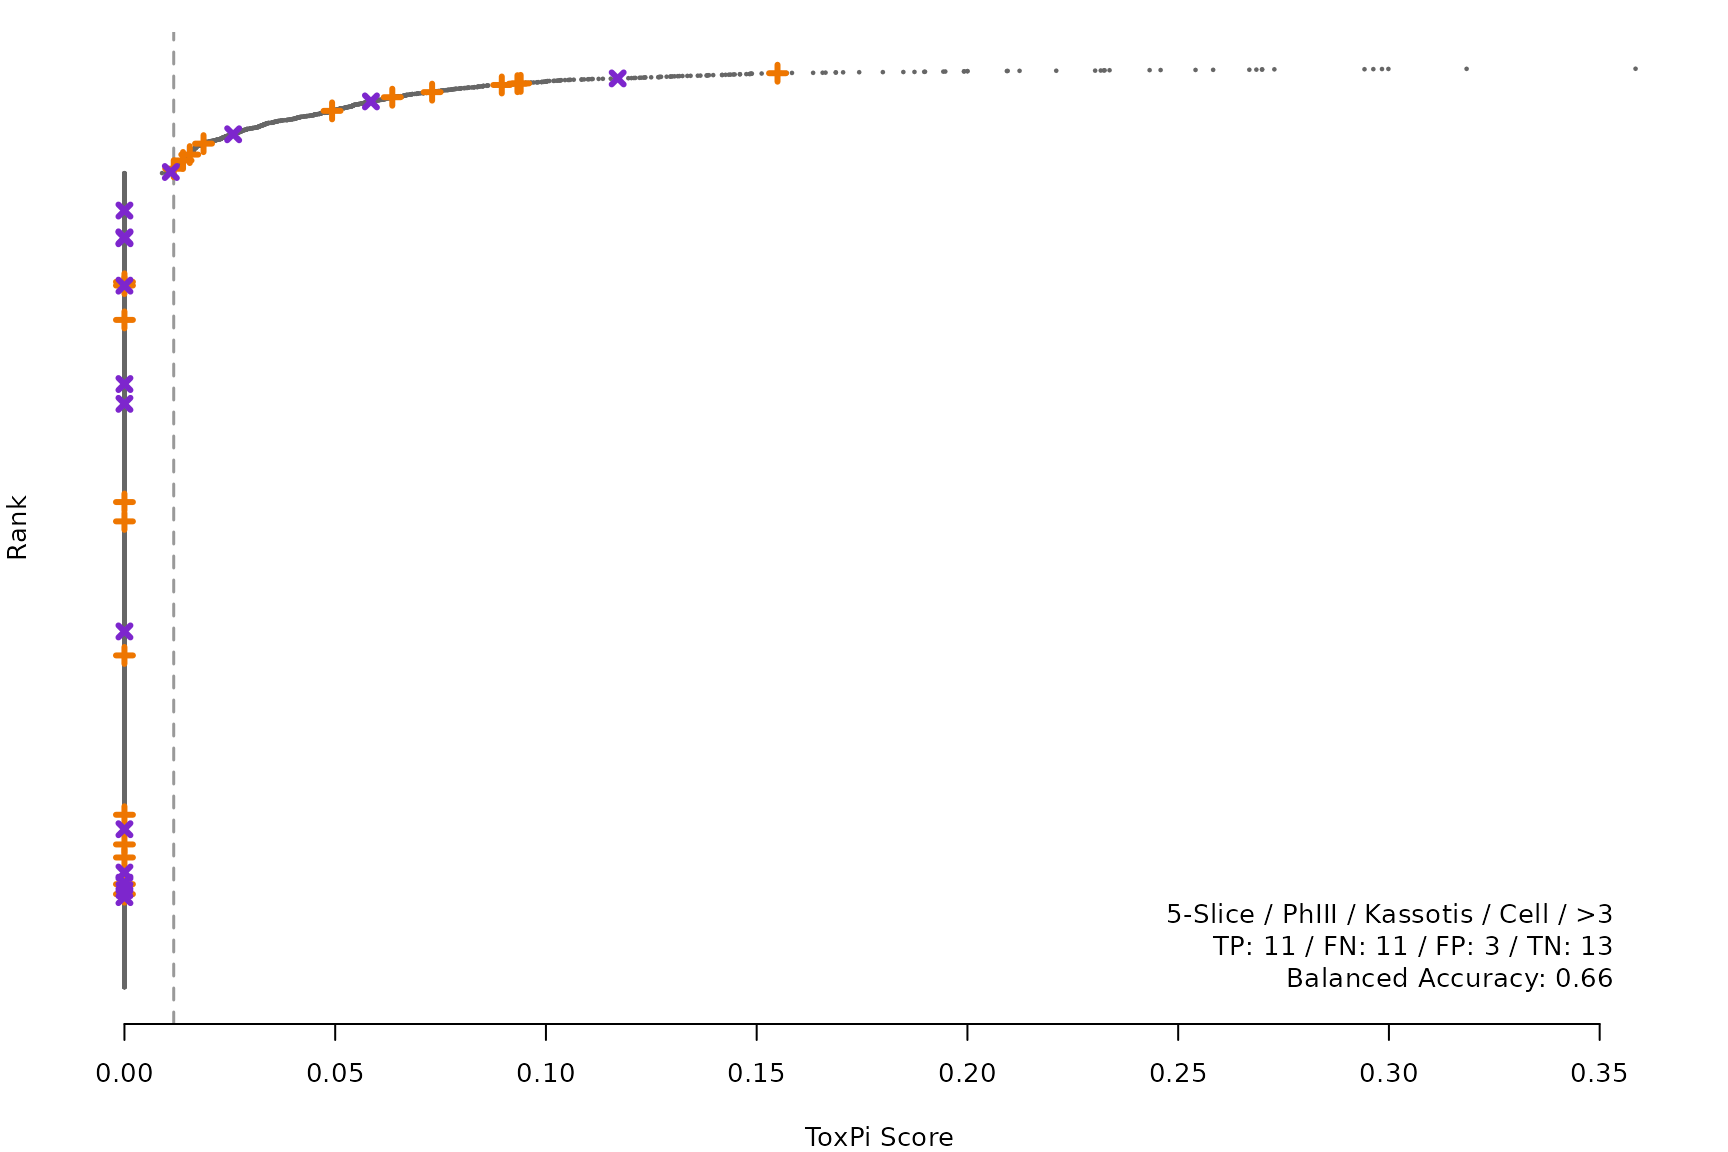 Rank
5-Slice / PhIII / Kassotis / Cell / >3
TP: 11 / FN: 11 / FP: 3 / TN: 13
Balanced Accuracy: 0.66
0.00 0.05 0.10 0.15 0.20 0.25 0.30 0.35
ToxPi Score